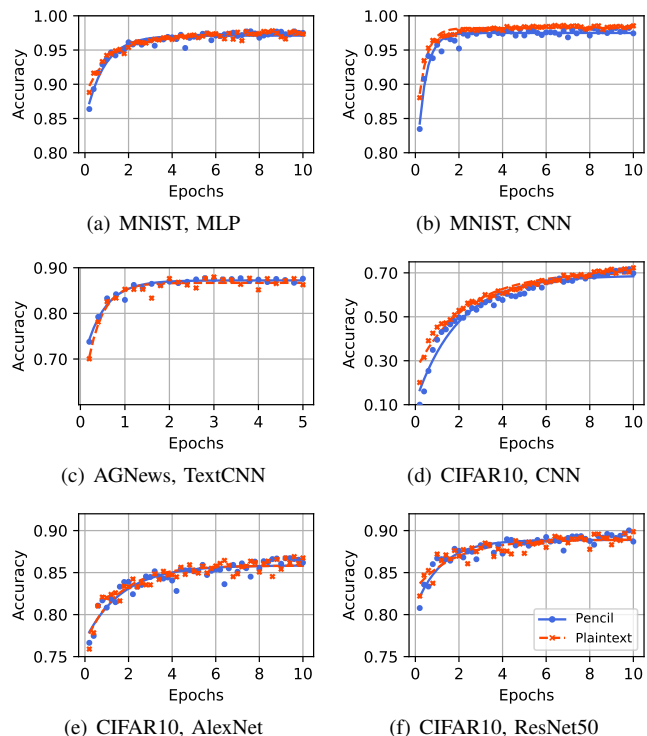 1.00
0.95
0.90
0.85
0.80
Accuracy
0 2 4 6 8 10
Epochs
(a) MNIST, MLP
1.00
0.95
0.90
0.85
0.80
Accuracy
0 2 4 6 8 10
Epochs
(b) MNIST, CNN
0.90
0.80
0.70
Accuracy
0 1 2 3 4 5
Epochs
(c) AGNews, TextCNN
0.70
0.50
0.30
0.10
Accuracy
0 2 4 6 8 10
Epochs
(d) CIFAR10, CNN
0.90
0.85
0.80
0.75
Accuracy
0 2 4 6 8 10
Epochs
(e) CIFAR10, AlexNet
0.90
0.85
0.80
0.75
Accuracy
0 2 4 6 8 10
Epochs
Pencil
Plaintext
(f) CIFAR10, ResNet50